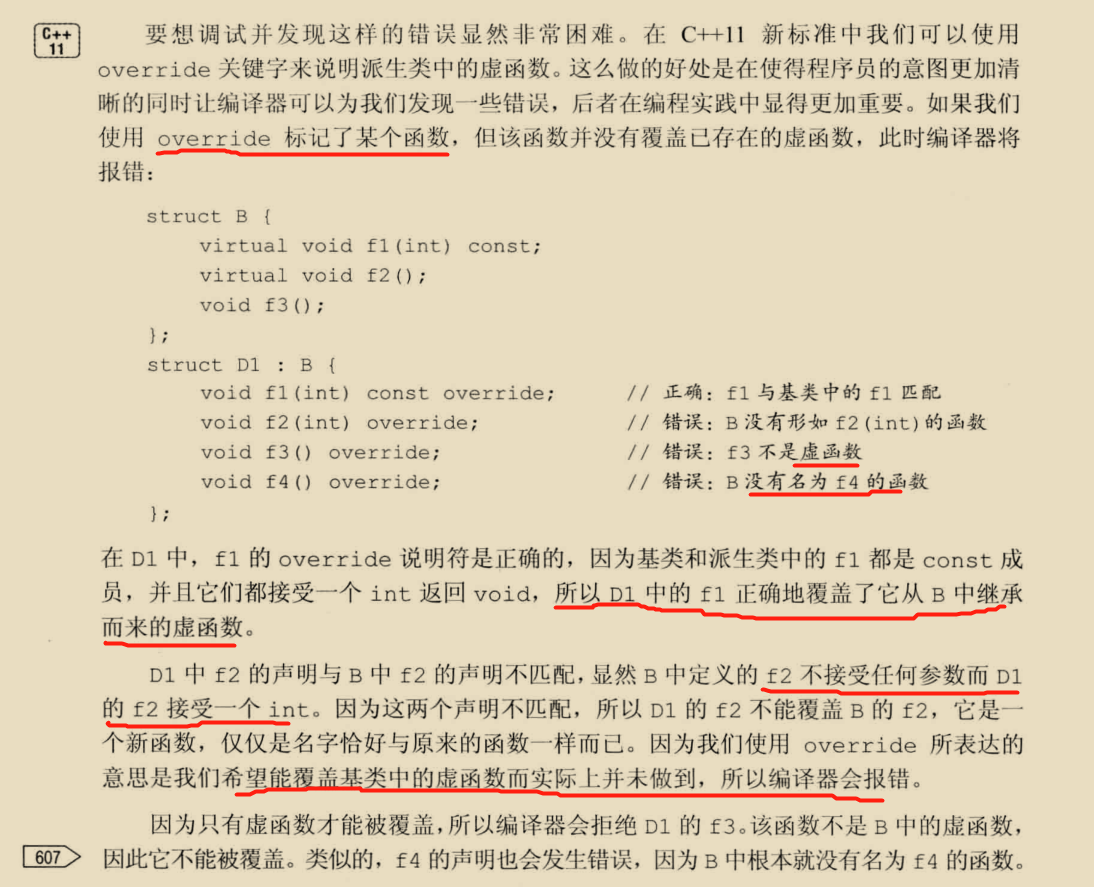 C++
11
要想调试并发现这样的错误显然非常困难。在 C++11 新标准中我们可以使用
override 关键字来说明派生类中的虚函数。这么做的好处是在使得程序员的意图更加清
晰的同时让编译器可以为我们发现一些错误，后者在编程实践中显得更加重要。如果我们
使用 override 标记了某个函数，但该函数并没有覆盖已存在的虚函数，此时编译器将
报错：
struct B {
virtual void f1(int) const;
virtual void f2();
void f3();
};
struct D1 : B {
void f1(int) const override; // 正确：f1 与基类中的 f1 匹配
void f2(int) override; // 错误：B 没有形如 f2(int)的函数
void f3() override; // 错误：f3 不是虚函数
void f4() override; // 错误：B 没有名为 f4 的函数
};
在 D1 中，f1 的 override 说明符是正确的，因为基类和派生类中的 f1 都是 const 成
员，并且它们都接受一个 int 返回 void，所以 D1 中的 f1 正确地覆盖了它从 B 中继承
而来的虚函数。
D1 中 f2 的声明与 B 中 f2 的声明不匹配，显然 B 中定义的 f2 不接受任何参数而 D1
的 f2 接受一个 int。因为这两个声明不匹配，所以 D1 的 f2 不能覆盖 B 的 f2，它是一
个新函数，仅仅是名字恰好与原来的函数一样而已。因为我们使用 override 所表达的
意思是我们希望能覆盖基类中的虚函数而实际上并未做到，所以编译器会报错。
因为只有虚函数才能被覆盖，所以编译器会拒绝 D1 的 f3。该函数不是 B 中的虚函数，
607 因此它不能被覆盖。类似的，f4 的声明也会发生错误，因为 B 中根本就没有名为 f4 的函数。